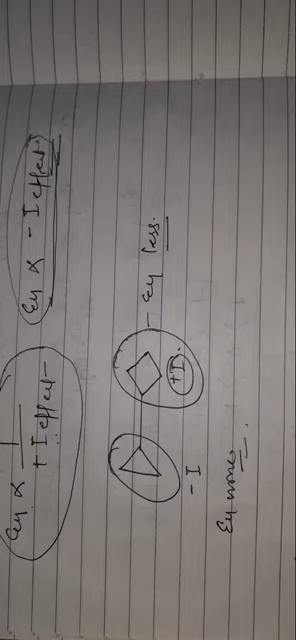 EN ∝ 1 / + I effect
EN ∝ - I effect
- I
+ I
- EN less.
EN more